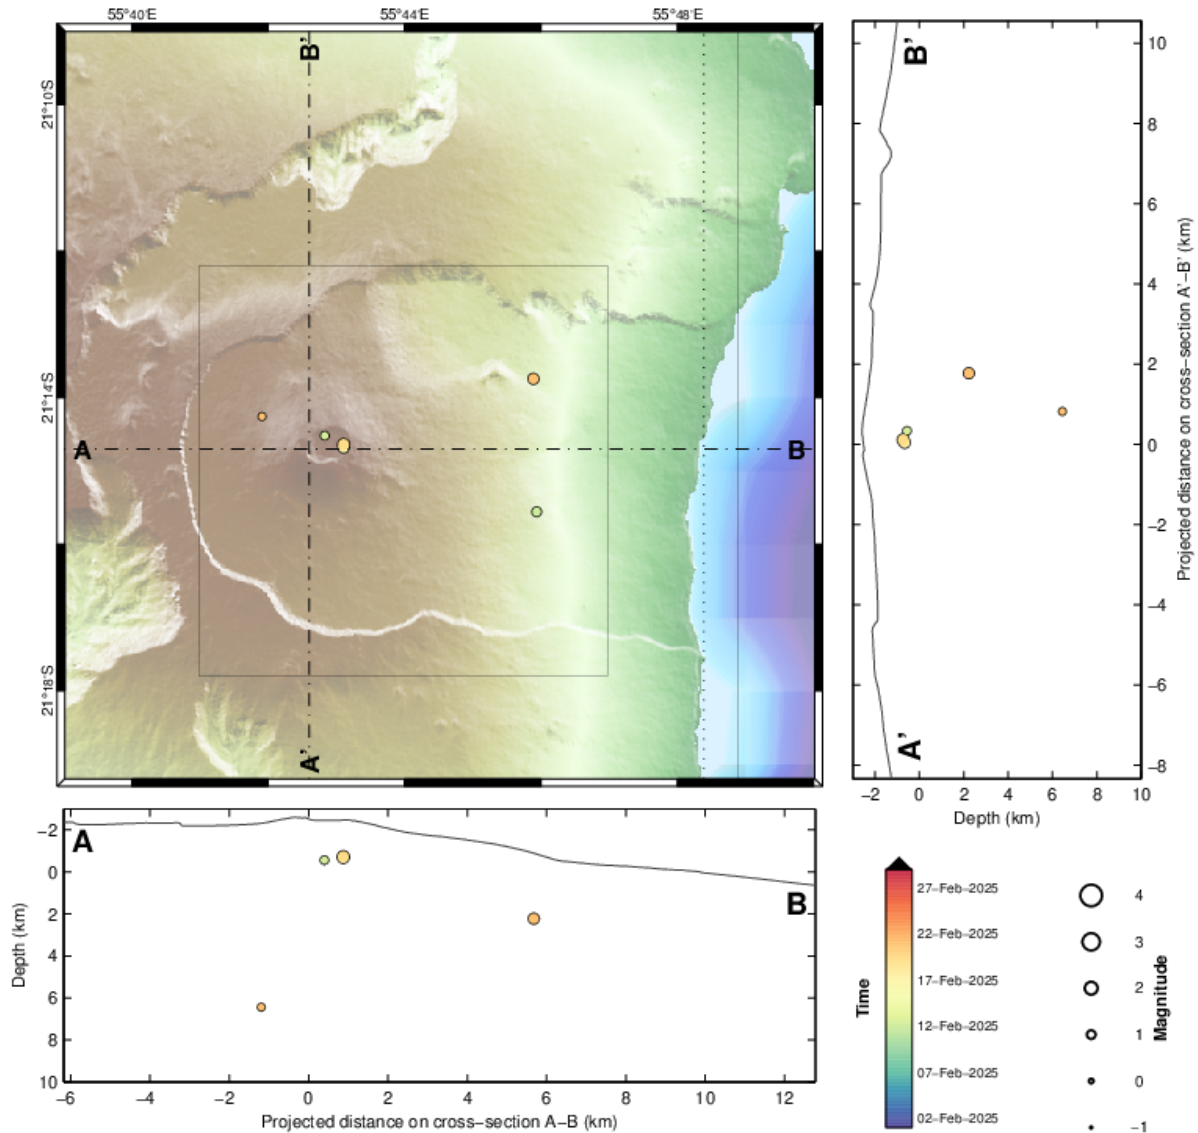 55°40'E 55°44'E 55°48'E
21°10'S
21°14'S
21°18'S
B'
A B
A'
B'
A'
10
8
6
4
2
0
−2
−4
−6
−8
Projected distance on cross−section A'−B' (km)
−2 0 2 4 6 8 10
Depth (km)
A
B
−2
0
2
4
6
8
10
Depth (km)
−6 −4 −2 0 2 4 6 8 10 12
Projected distance on cross−section A−B (km)
Time
27−Feb−2025
22−Feb−2025
17−Feb−2025
12−Feb−2025
07−Feb−2025
02−Feb−2025
4
3
2
1
0
−1
Magnitude